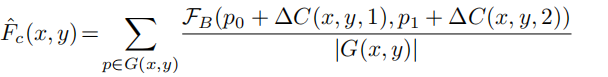 $$\hat{F}_c(x,y) = \sum_{p \in G(x,y)} \frac{\mathcal{F}_B(p_0 + \Delta C(x,y,1), p_1 + \Delta C(x,y,2))}{|G(x,y)|}$$